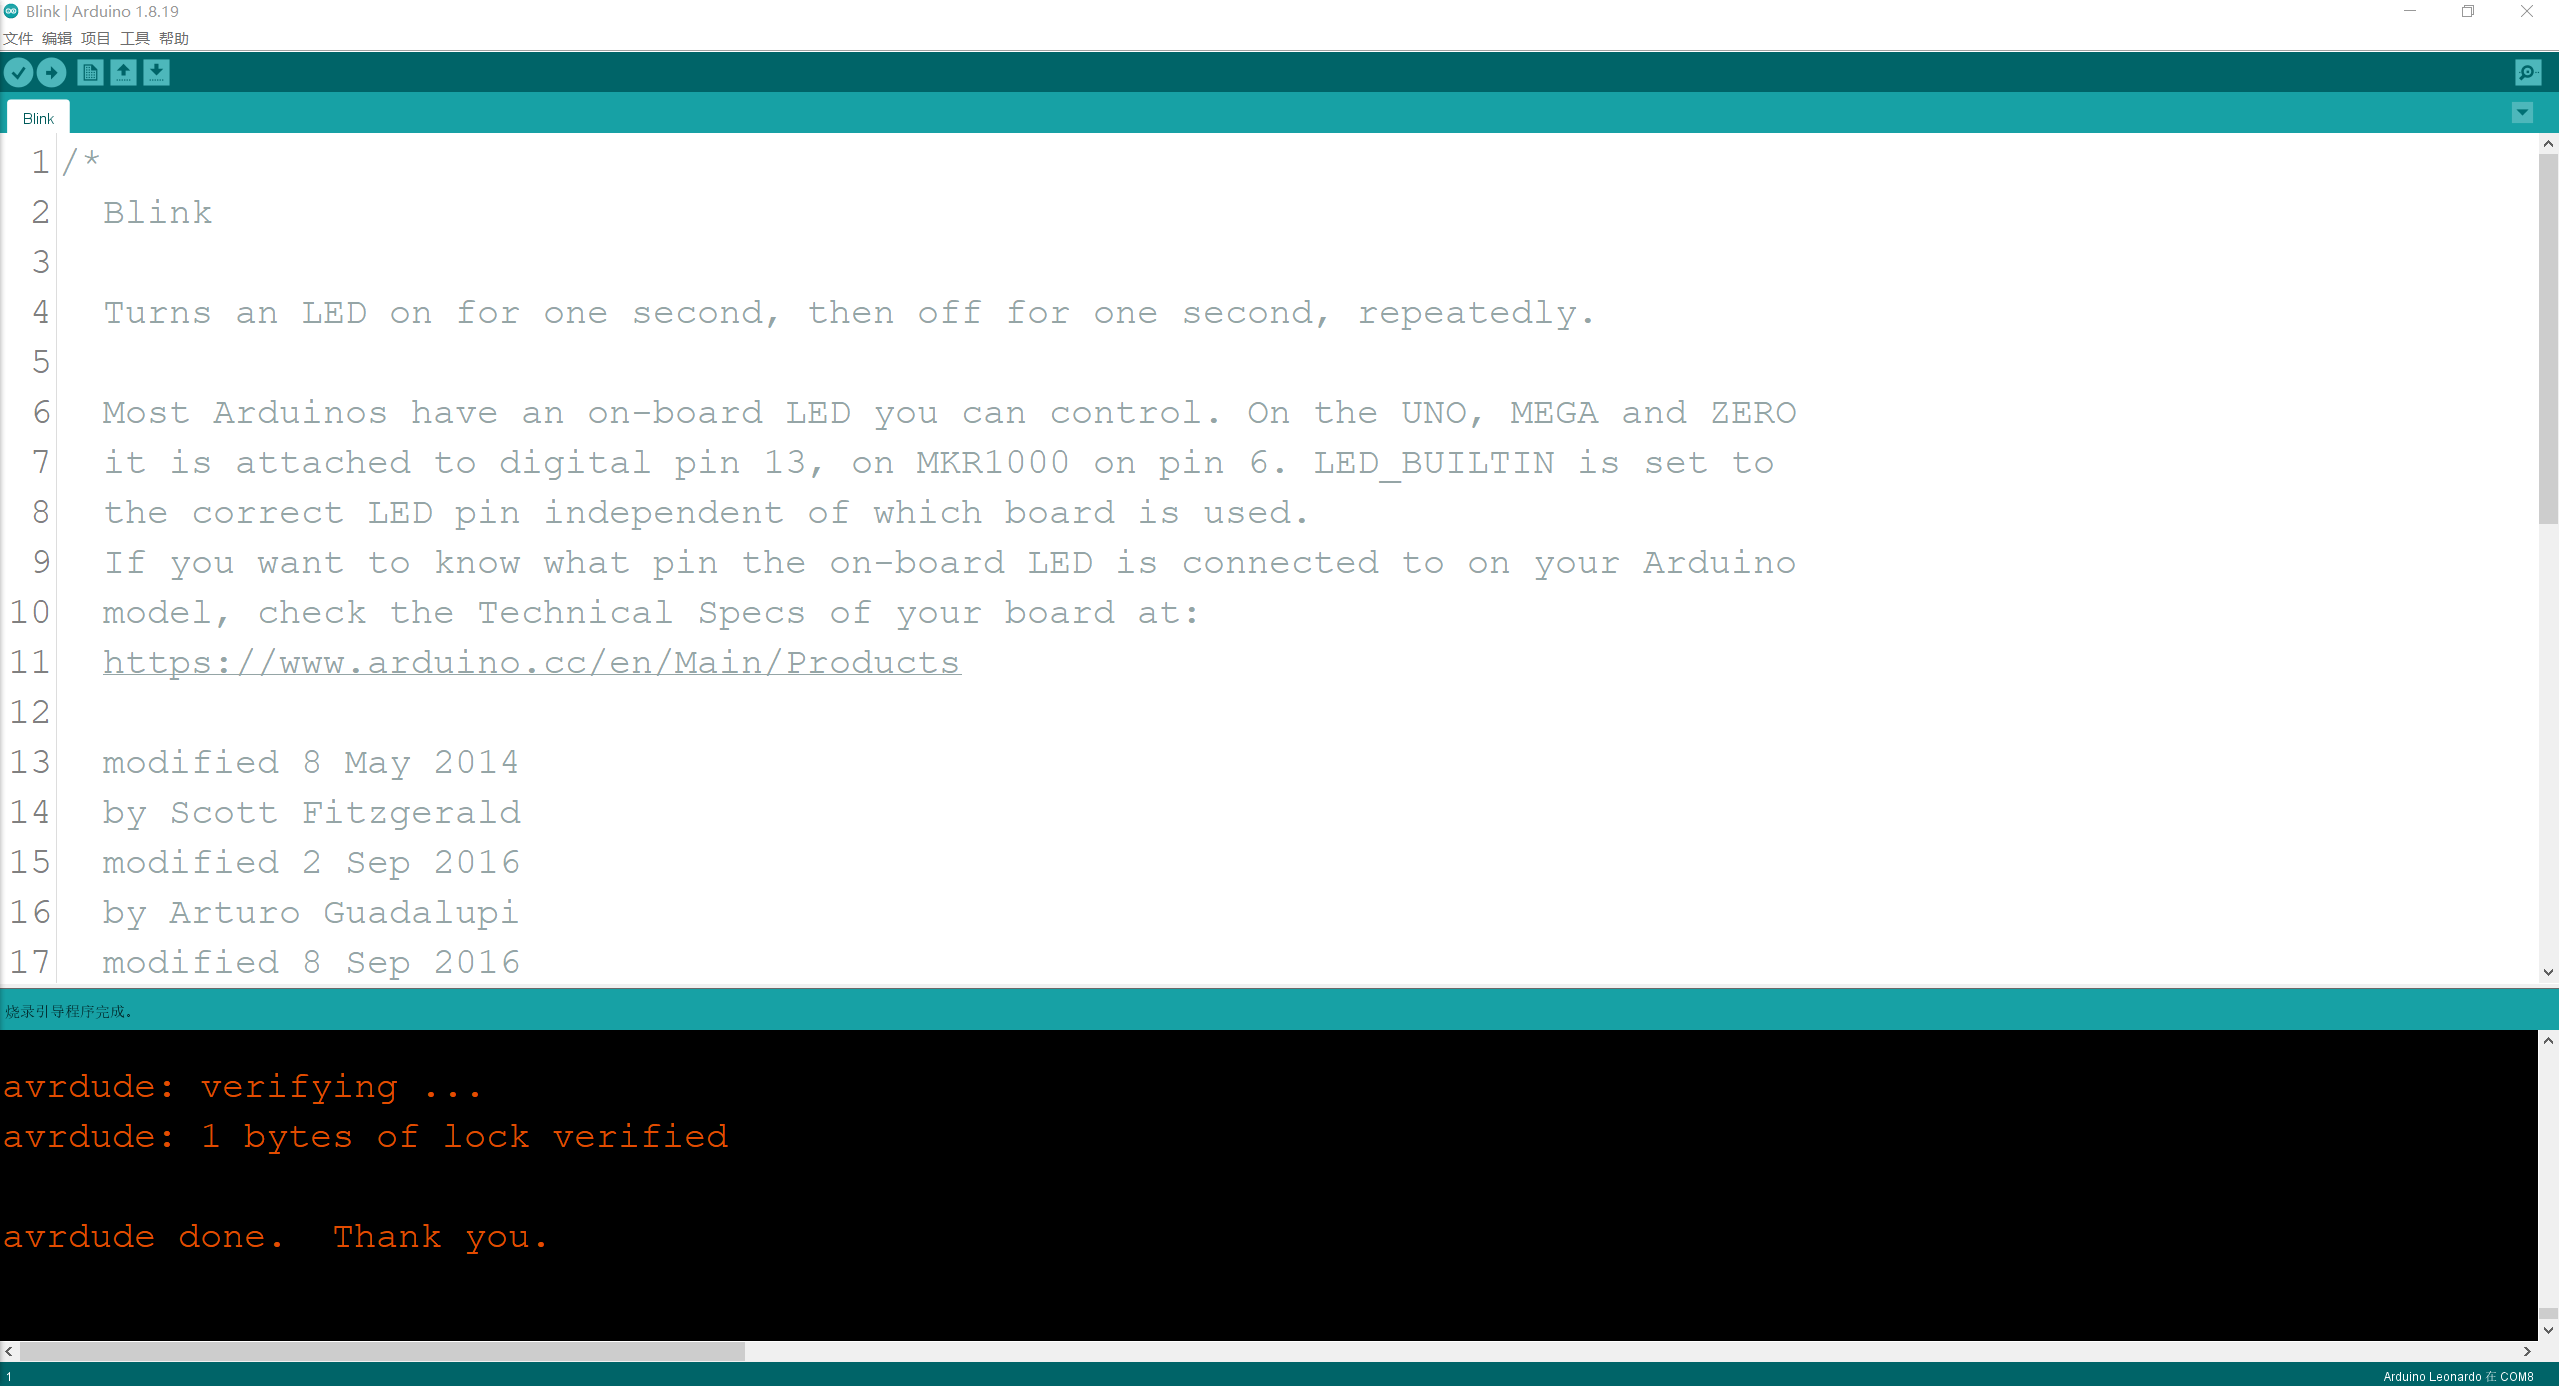 Blink | Arduino 1.8.19
文件 编辑 项目 工具 帮助
Blink
1 /*
2 Blink
3
4 Turns an LED on for one second, then off for one second, repeatedly.
5
6 Most Arduinos have an on-board LED you can control. On the UNO, MEGA and ZERO
7 it is attached to digital pin 13, on MKR1000 on pin 6. LED_BUILTIN is set to
8 the correct LED pin independent of which board is used.
9 If you want to know what pin the on-board LED is connected to on your Arduino
10 model, check the Technical Specs of your board at:
11 https://www.arduino.cc/en/Main/Products
12
13 modified 8 May 2014
14 by Scott Fitzgerald
15 modified 2 Sep 2016
16 by Arturo Guadalupi
17 modified 8 Sep 2016
烧录引导程序完成。
avrdude: verifying ...
avrdude: 1 bytes of lock verified
avrdude done.  Thank you.
1 Arduino Leonardo 在 COM8